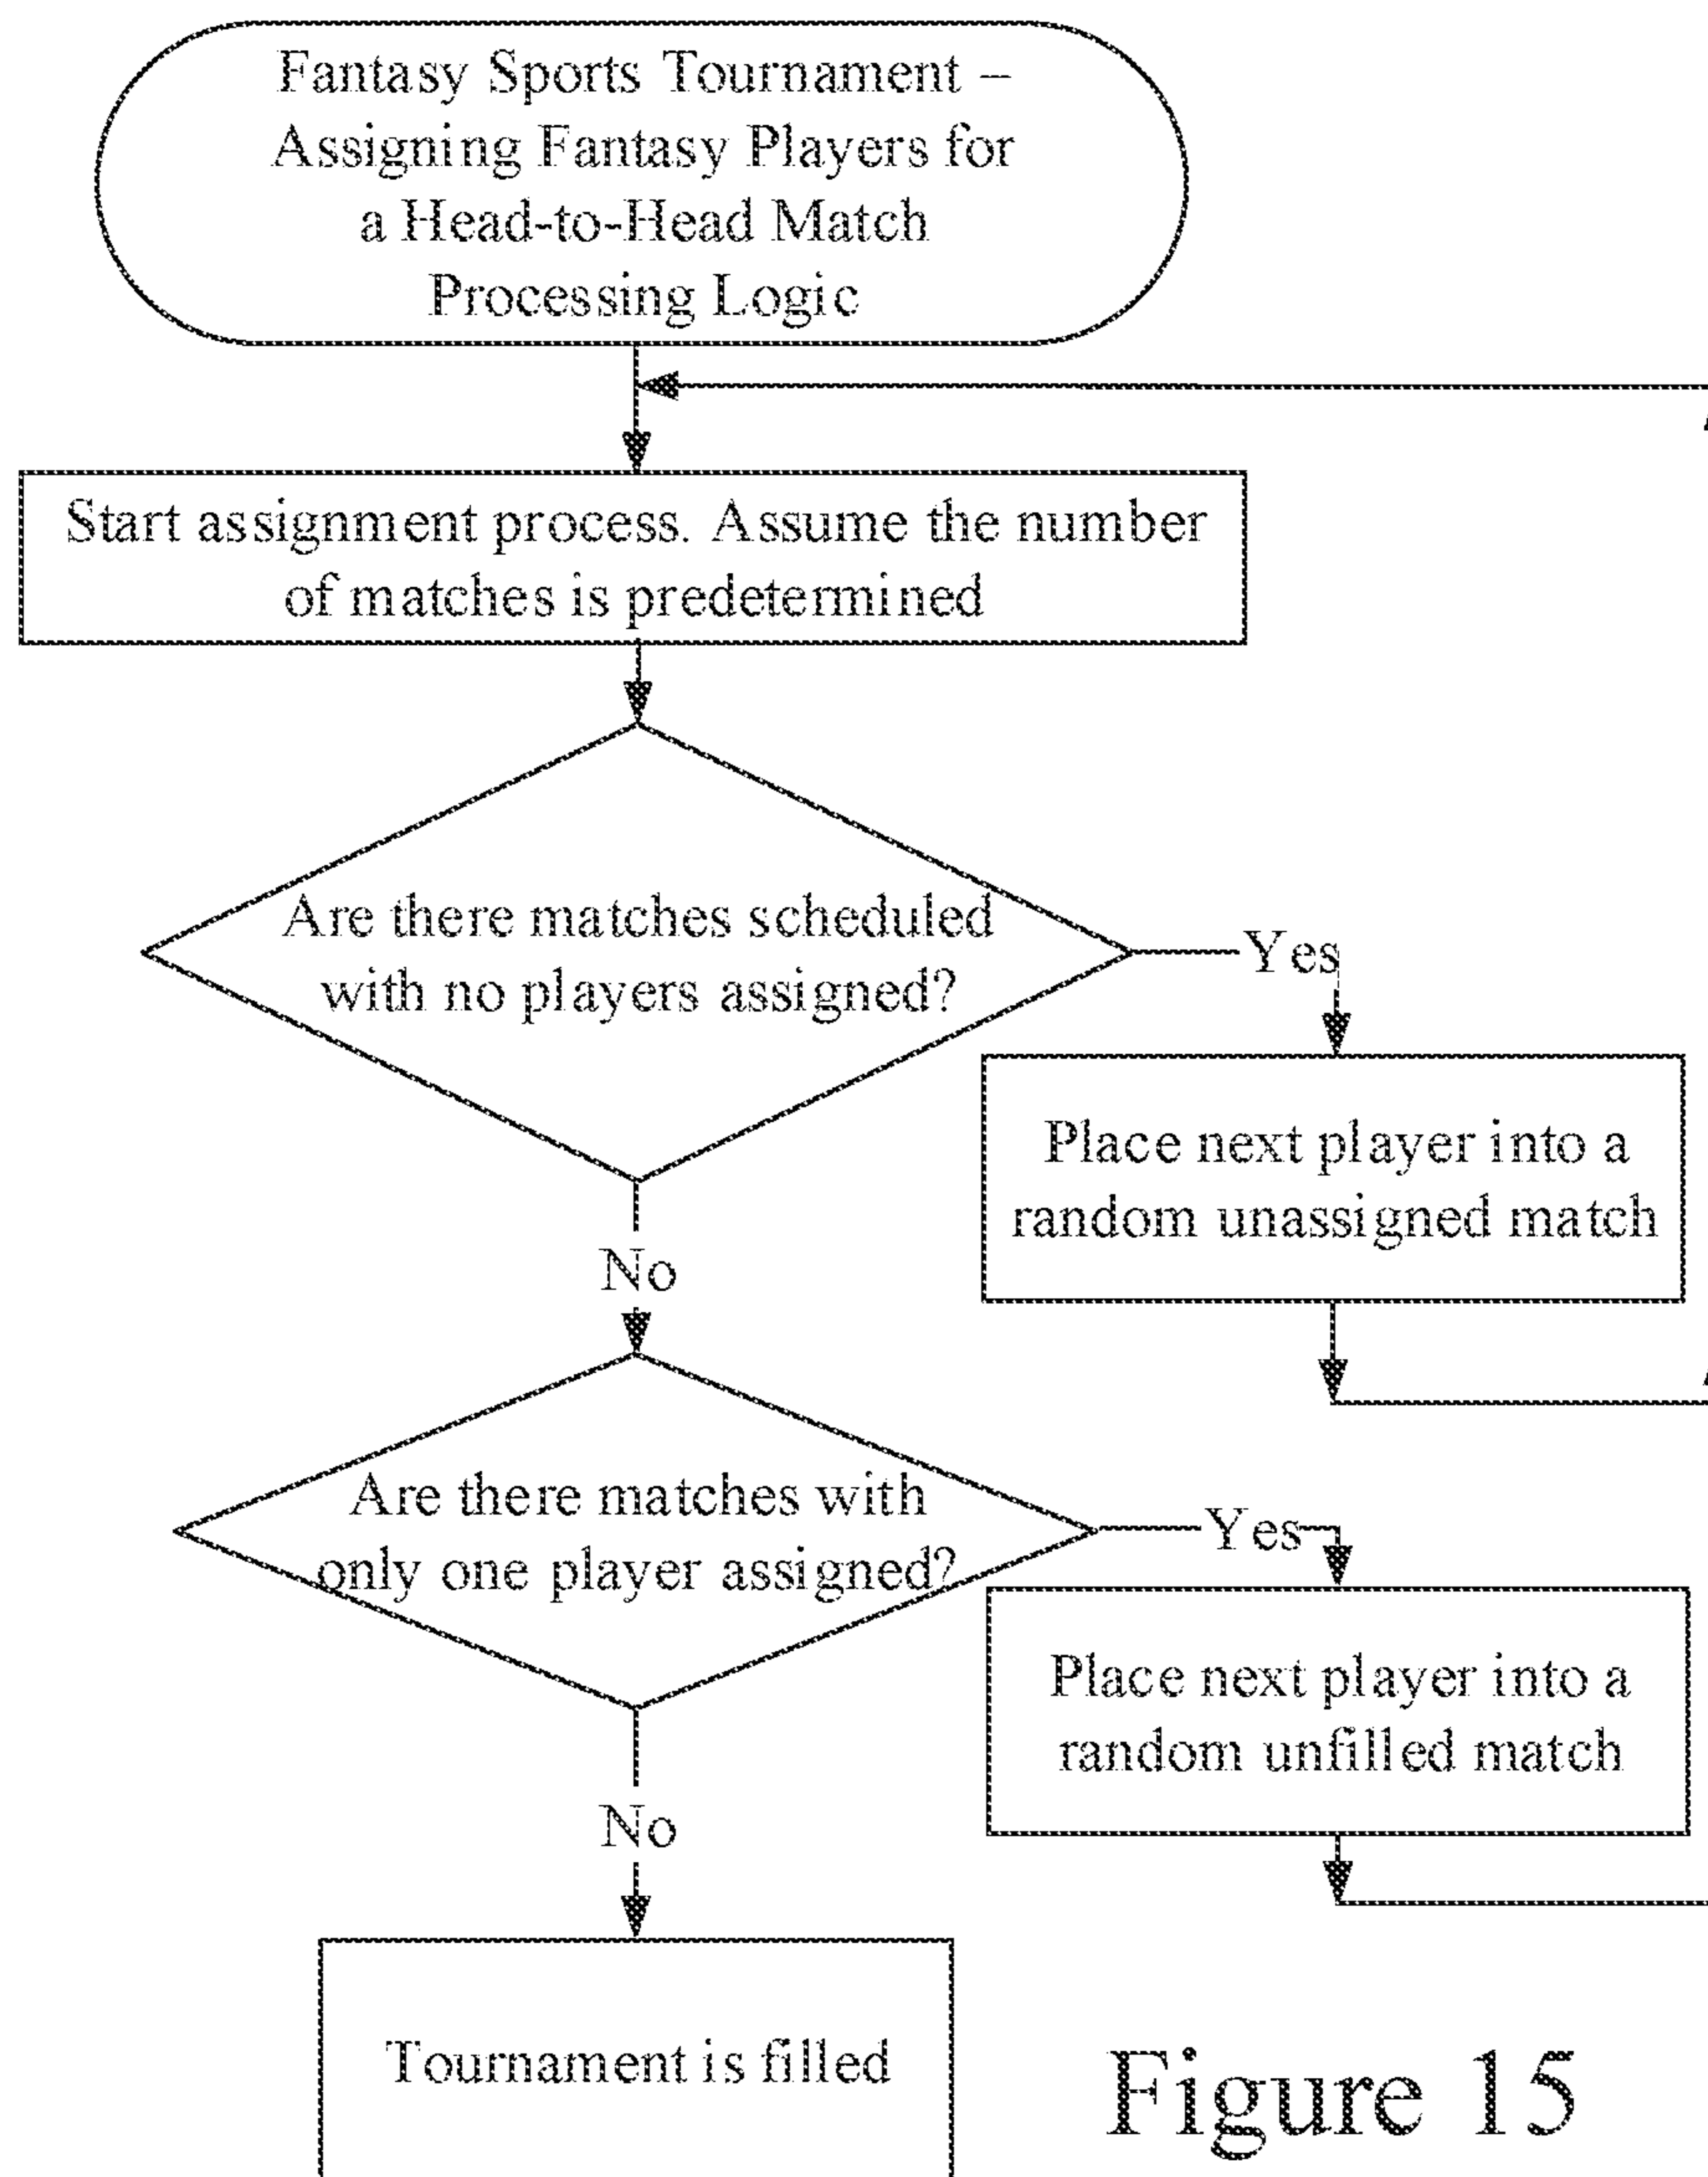 Fantasy Sports Tournament –
Assigning Fantasy Players for
a Head-to-Head Match
Processing Logic
Start assignment process. Assume the number
of matches is predetermined
Are there matches scheduled
with no players assigned?
Yes
Place next player into a
random unassigned match
No
Are there matches with
only one player assigned?
Yes
Place next player into a
random unfilled match
No
Tournament is filled
Figure 15